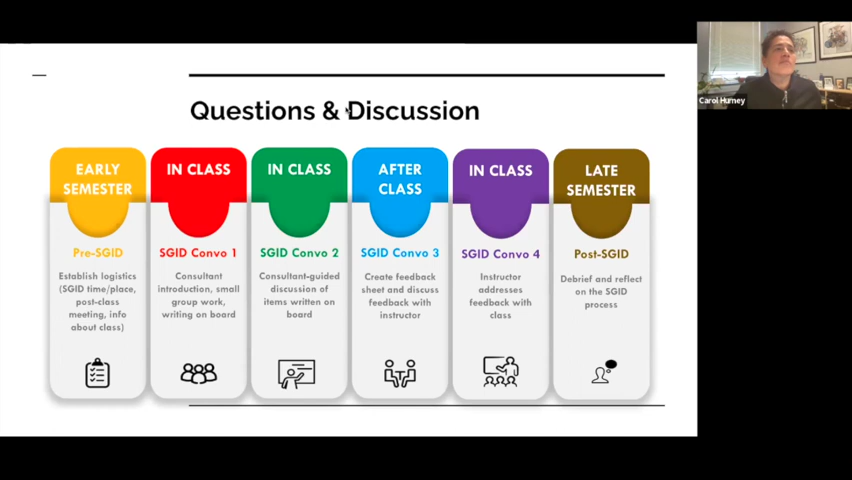 Questions & Discussion
EARLY
SEMESTER
Pre-SGID
Establish logistics
(SGID time/place,
post-class
meeting, info
about class)
IN CLASS
SGID Convo 1
Consultant
introduction, small
group work,
writing on board
IN CLASS
SGID Convo 2
Consultant-guided
discussion of
items written on
board
AFTER
CLASS
SGID Convo 3
Create feedback
sheet and discuss
feedback with
instructor
IN CLASS
SGID Convo 4
Instructor
addresses
feedback with
class
LATE
SEMESTER
Post-SGID
Debrief and reflect
on the SGID
process
Carol Hurney